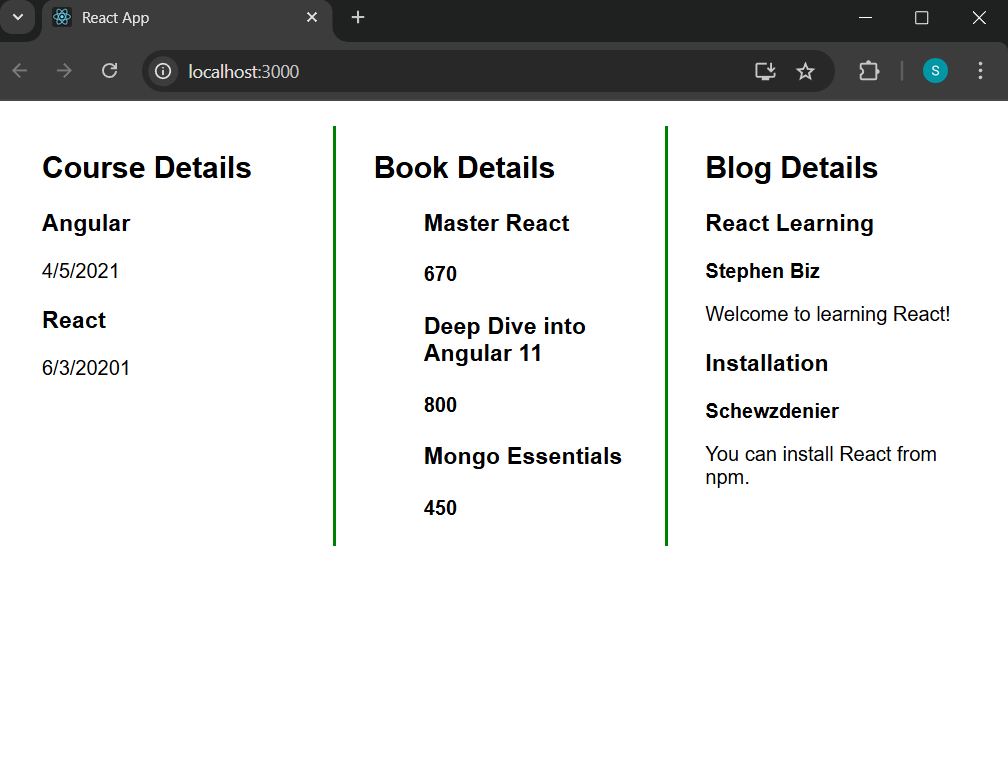 React App
localhost:3000
S
Course Details
Angular
4/5/2021
React
6/3/20201
Book Details
Master React
670
Deep Dive into
Angular 11
800
Mongo Essentials
450
Blog Details
React Learning
Stephen Biz
Welcome to learning React!
Installation
Schewzdenier
You can install React from
npm.